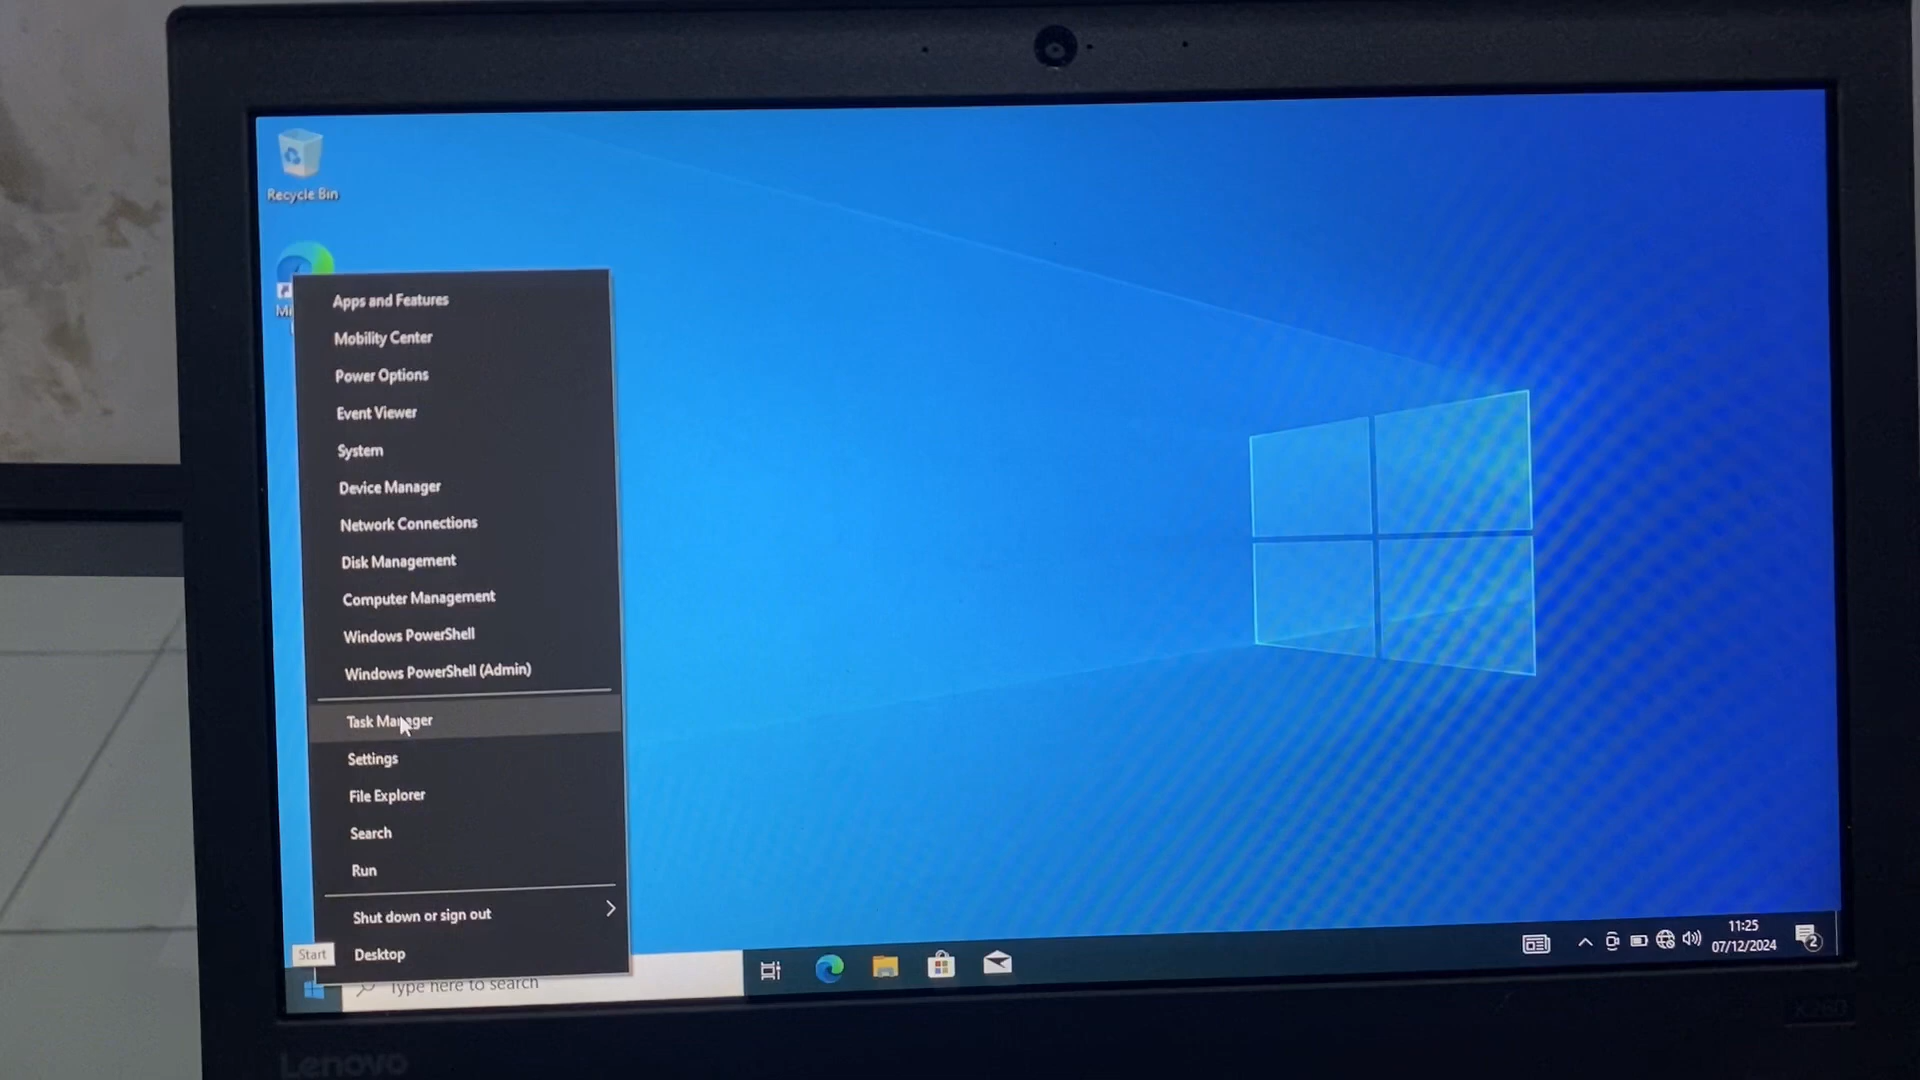 Recycle Bin
Apps and Features
Mobility Center
Power Options
Event Viewer
System
Device Manager
Network Connections
Disk Management
Computer Management
Windows PowerShell
Windows PowerShell (Admin)
Task Manager
Settings
File Explorer
Search
Run
Shut down or sign out
Desktop
Start
Type here to search
11:25
07/12/2024
2
X260
Lenovo